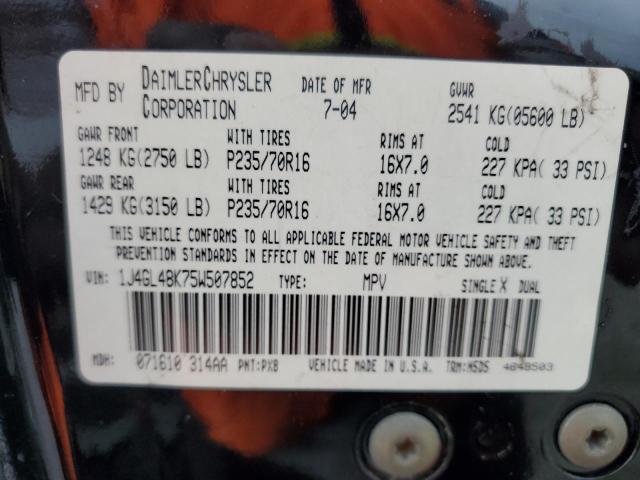 MFD BY DAIMLERCHRYSLER CORPORATION DATE OF MFR 7-04 GVWR 2541 KG(05600 LB)
GAWR FRONT WITH TIRES RIMS AT COLD
1248 KG(2750 LB) P235/70R16 16X7.0 227 KPA( 33 PSI)
GAWR REAR WITH TIRES RIMS AT COLD
1429 KG(3150 LB) P235/70R16 16X7.0 227 KPA( 33 PSI)
THIS VEHICLE CONFORMS TO ALL APPLICABLE FEDERAL MOTOR VEHICLE SAFETY AND THEFT
PREVENTION STANDARDS IN EFFECT ON THE DATE OF MANUFACTURE SHOWN ABOVE.
VIN: 1J4GL48K75W507852 TYPE: MPV SINGLE X DUAL
MDH: 071610 314AA PNT:PXB VEHICLE MADE IN U.S.A. TRM:N5D5 4648503